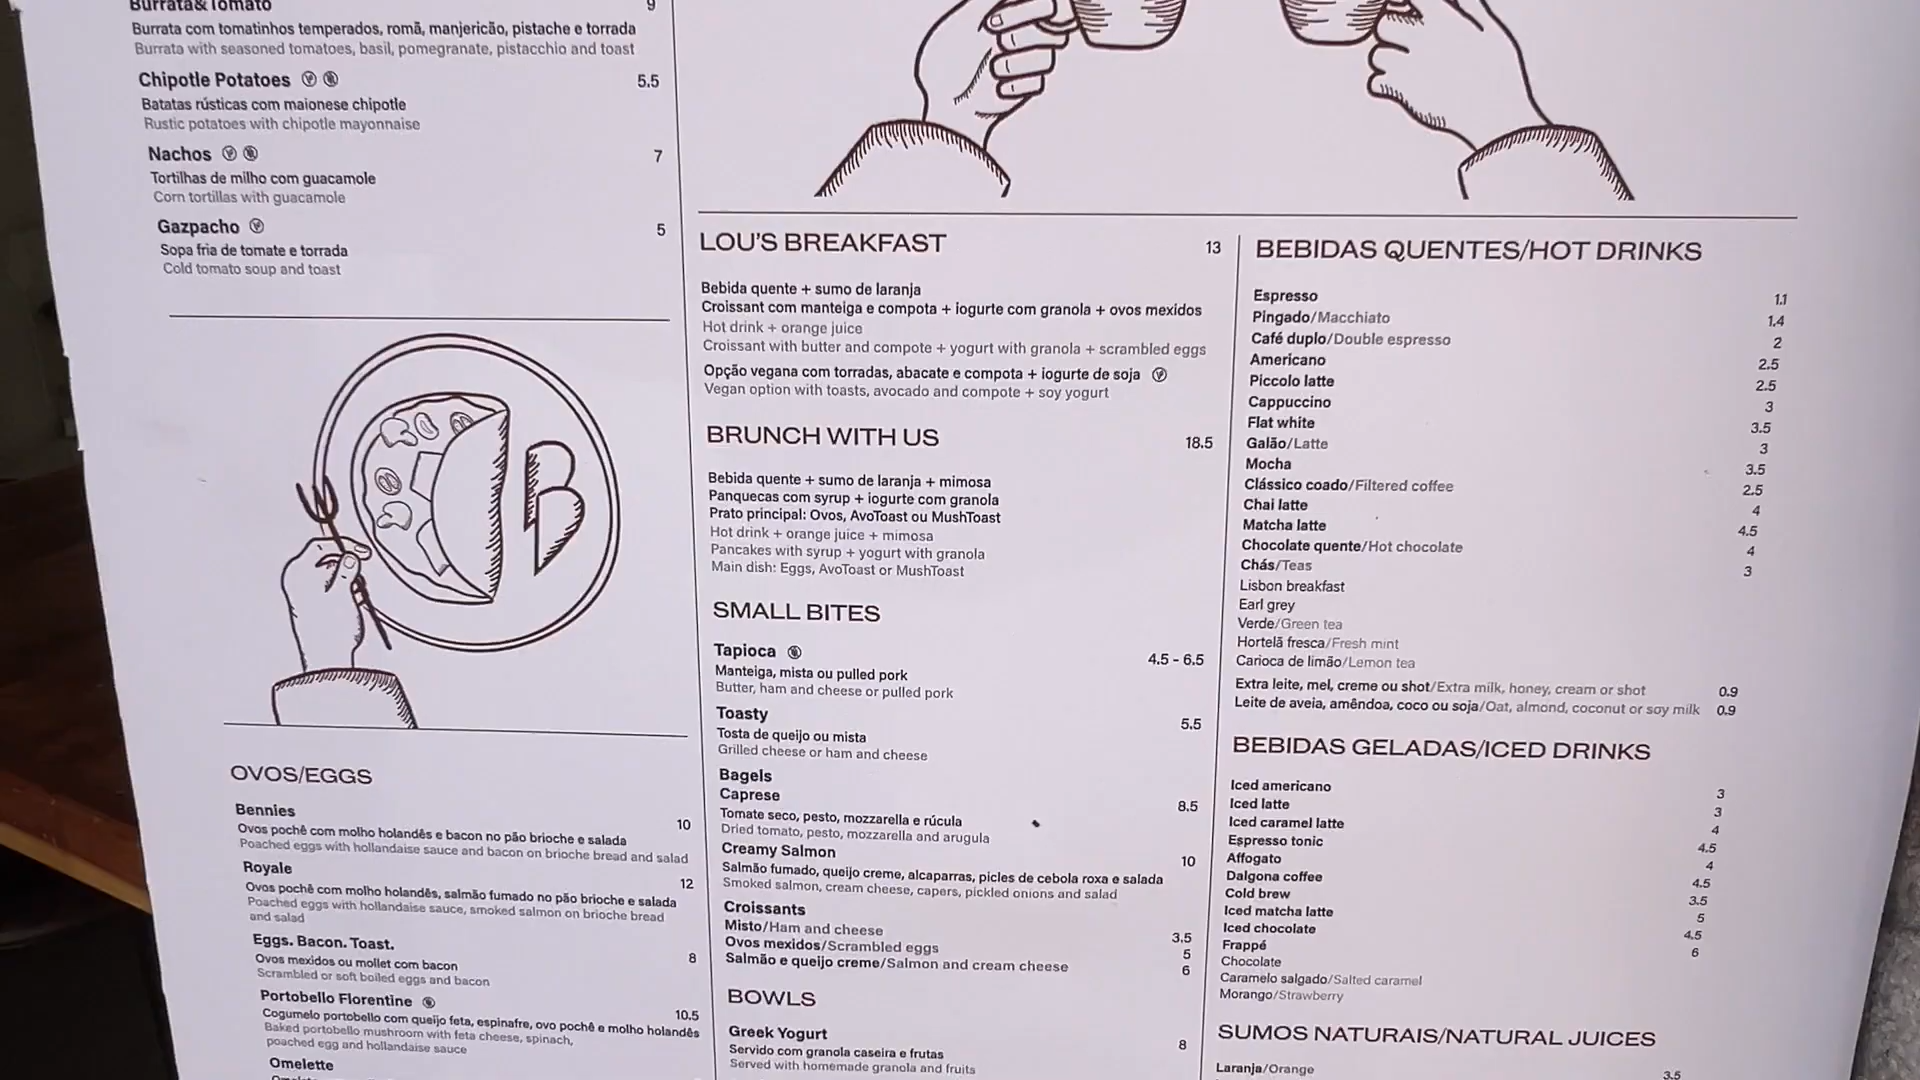 Burrata&Tomato 9
Burrata com tomatinhos temperados, romã, manjericão, pistache e torrada
Burrata with seasoned tomatoes, basil, pomegranate, pistacchio and toast
Chipotle Potatoes 5.5
Batatas rústicas com maionese chipotle
Rustic potatoes with chipotle mayonnaise
Nachos 7
Tortilhas de milho com guacamole
Corn tortillas with guacamole
Gazpacho 5
Sopa fria de tomate e torrada
Cold tomato soup and toast
OVOS/EGGS
Bennies 10
Ovos pochê com molho holandês e bacon no pão brioche e salada
Poached eggs with hollandaise sauce and bacon on brioche bread and salad
Royale 12
Ovos pochê com molho holandês, salmão fumado no pão brioche e salada
Poached eggs with hollandaise sauce, smoked salmon on brioche bread
and salad
Eggs. Bacon. Toast. 8
Ovos mexidos ou mollet com bacon
Scrambled or soft boiled eggs and bacon
Portobello Florentine 10.5
Cogumelo portobello com queijo feta, espinafre, ovo pochê e molho holandês
Baked portobello mushroom with feta cheese, spinach,
poached egg and hollandaise sauce
Omelette
LOU'S BREAKFAST 13
Bebida quente + sumo de laranja
Croissant com manteiga e compota + iogurte com granola + ovos mexidos
Hot drink + orange juice
Croissant with butter and compote + yogurt with granola + scrambled eggs
Opção vegana com torradas, abacate e compota + iogurte de soja
Vegan option with toasts, avocado and compote + soy yogurt
BRUNCH WITH US 18.5
Bebida quente + sumo de laranja + mimosa
Panquecas com syrup + iogurte com granola
Prato principal: Ovos, AvoToast ou MushToast
Hot drink + orange juice + mimosa
Pancakes with syrup + yogurt with granola
Main dish: Eggs, AvoToast or MushToast
SMALL BITES
Tapioca 4.5 - 6.5
Manteiga, mista ou pulled pork
Butter, ham and cheese or pulled pork
Toasty 5.5
Tosta de queijo ou mista
Grilled cheese or ham and cheese
Bagels
Caprese 8.5
Tomate seco, pesto, mozzarella e rúcula
Dried tomato, pesto, mozzarella and arugula
Creamy Salmon 10
Salmão fumado, queijo creme, alcaparras, picles de cebola roxa e salada
Smoked salmon, cream cheese, capers, pickled onions and salad
Croissants
Misto/Ham and cheese 3.5
Ovos mexidos/Scrambled eggs 5
Salmão e queijo creme/Salmon and cream cheese 6
BOWLS
Greek Yogurt 8
Servido com granola caseira e frutas
Served with homemade granola and fruits
BEBIDAS QUENTES/HOT DRINKS
Espresso 1.1
Pingado/Macchiato 1.4
Café duplo/Double espresso 2
Americano 2.5
Piccolo latte 2.5
Cappuccino 3
Flat white 3.5
Galão/Latte 3
Mocha 3.5
Clássico coado/Filtered coffee 2.5
Chai latte 4
Matcha latte 4.5
Chocolate quente/Hot chocolate 4
Chás/Teas 3
Lisbon breakfast
Earl grey
Verde/Green tea
Hortelã fresca/Fresh mint
Carioca de limão/Lemon tea
Extra leite, mel, creme ou shot/Extra milk, honey, cream or shot 0.9
Leite de aveia, amêndoa, coco ou soja/Oat, almond, coconut or soy milk 0.9
BEBIDAS GELADAS/ICED DRINKS
Iced americano 3
Iced latte 3
Iced caramel latte 4
Espresso tonic 4.5
Affogato 4
Dalgona coffee 4.5
Cold brew 3.5
Iced matcha latte 5
Iced chocolate 4.5
Frappé 6
Chocolate
Caramelo salgado/Salted caramel
Morango/Strawberry
SUMOS NATURAIS/NATURAL JUICES
Laranja/Orange 3.5